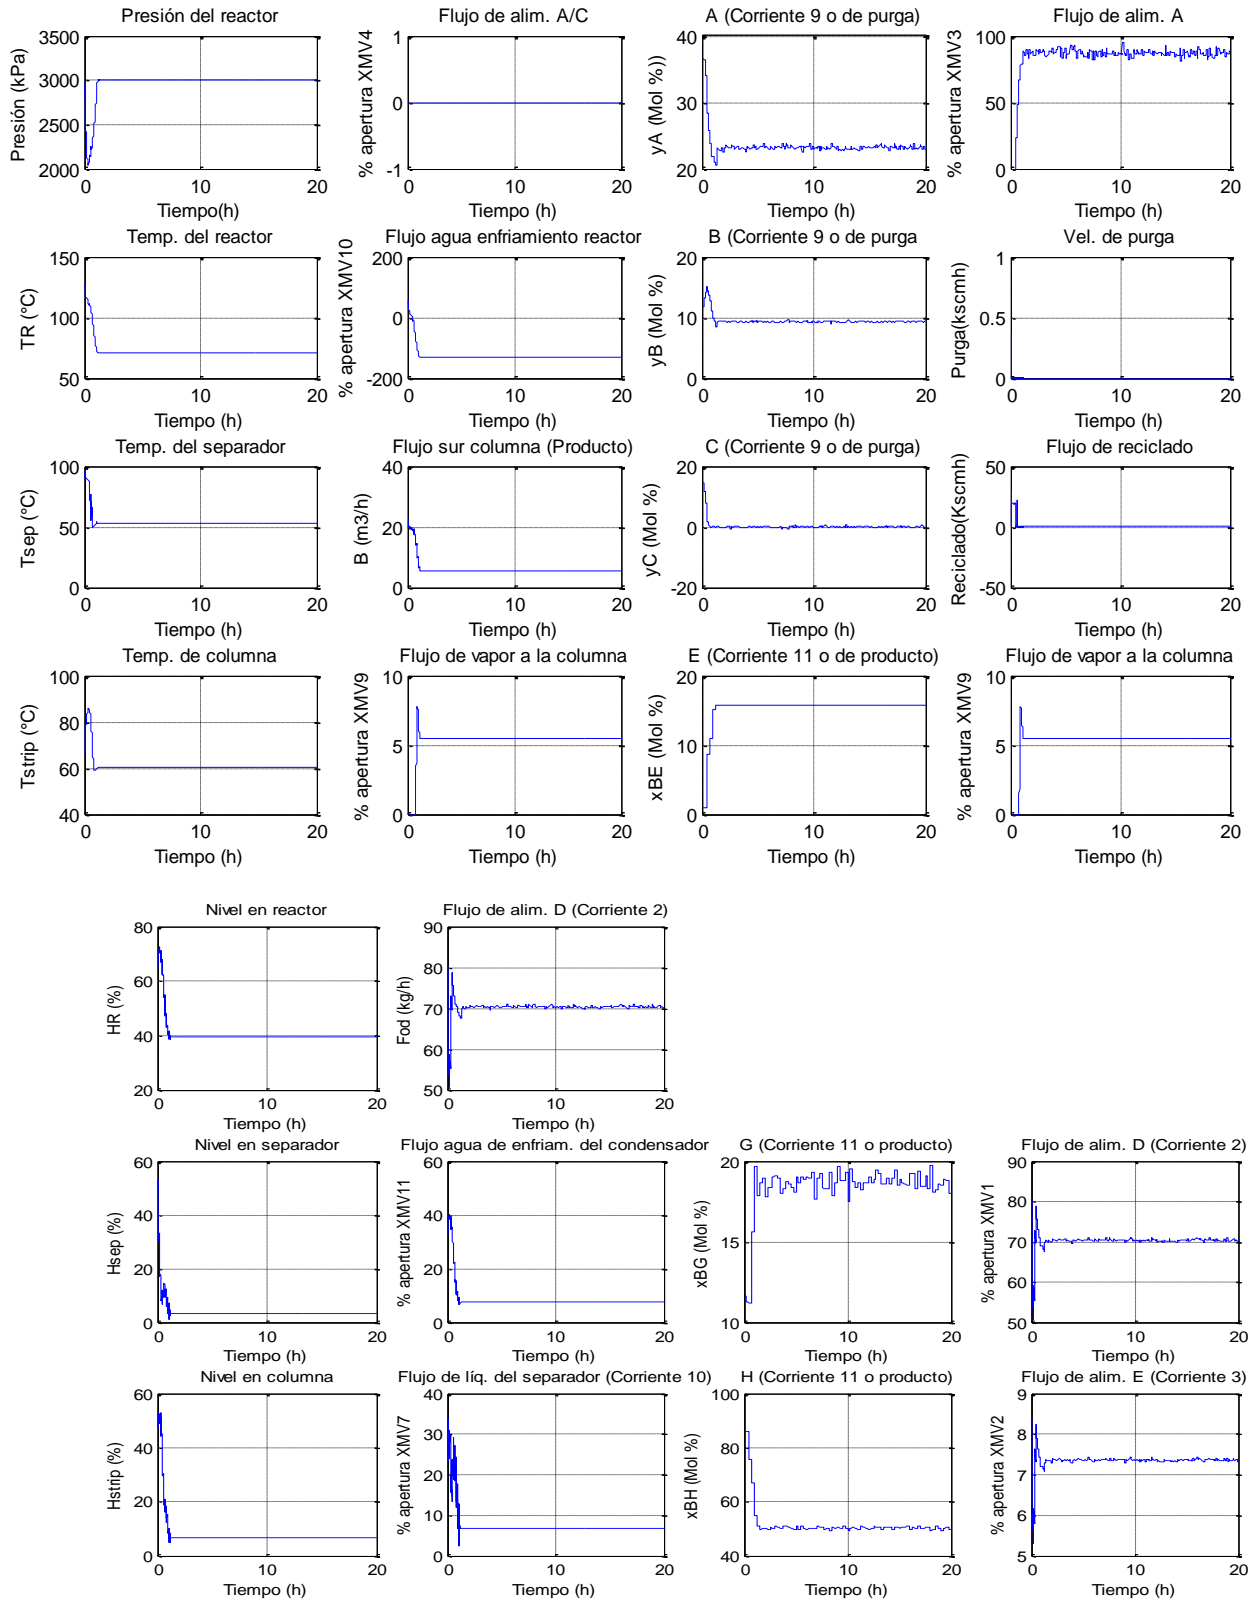 Presión del reactor
Presión (kPa)
3500
3000
2500
2000
0 10 20
Tiempo(h)
Flujo de alim. A/C
% apertura XMV4
1
0
-1
0 10 20
Tiempo (h)
A (Corriente 9 o de purga)
yA (Mol %))
40
30
20
0 10 20
Tiempo (h)
Flujo de alim. A
% apertura XMV3
100
50
0
0 10 20
Tiempo (h)
Temp. del reactor
TR (°C)
150
100
50
0 10 20
Tiempo (h)
Flujo agua enfriamiento reactor
% apertura XMV10
200
0
-200
0 10 20
Tiempo (h)
B (Corriente 9 o de purga
yB (Mol %)
20
10
0
0 10 20
Tiempo (h)
Vel. de purga
Purga(kscmh)
1
0.5
0
0 10 20
Tiempo (h)
Temp. del separador
Tsep (°C)
100
50
0
0 10 20
Tiempo (h)
Flujo sur columna (Producto)
B (m3/h)
40
20
0
0 10 20
Tiempo (h)
C (Corriente 9 o de purga)
yC (Mol %)
20
0
-20
0 10 20
Tiempo (h)
Flujo de reciclado
Reciclado(Kscmh)
50
0
-50
0 10 20
Tiempo (h)
Temp. de columna
Tstrip (°C)
100
80
60
40
0 10 20
Tiempo (h)
Flujo de vapor a la columna
% apertura XMV9
10
5
0
0 10 20
Tiempo (h)
E (Corriente 11 o de producto)
xBE (Mol %)
20
10
0
0 10 20
Tiempo (h)
Flujo de vapor a la columna
% apertura XMV9
10
5
0
0 10 20
Tiempo (h)
Nivel en reactor
HR (%)
80
60
40
20
0 10 20
Tiempo (h)
Flujo de alim. D (Corriente 2)
Fod (kg/h)
90
80
70
60
50
0 10 20
Tiempo (h)
Nivel en separador
Hsep (%)
60
40
20
0
0 10 20
Tiempo (h)
Flujo agua de enfriam. del condensador
% apertura XMV11
60
40
20
0
0 10 20
Tiempo (h)
G (Corriente 11 o producto)
xBG (Mol %)
20
15
10
0 10 20
Tiempo (h)
Flujo de alim. D (Corriente 2)
% apertura XMV1
90
80
70
60
50
0 10 20
Tiempo (h)
Nivel en columna
Hstrip (%)
60
40
20
0
0 10 20
Tiempo (h)
Flujo de líq. del separador (Corriente 10)
% apertura XMV7
40
30
20
10
0
0 10 20
Tiempo (h)
H (Corriente 11 o producto)
xBH (Mol %)
100
80
60
40
0 10 20
Tiempo (h)
Flujo de alim. E (Corriente 3)
% apertura XMV2
9
8
7
6
5
0 10 20
Tiempo (h)